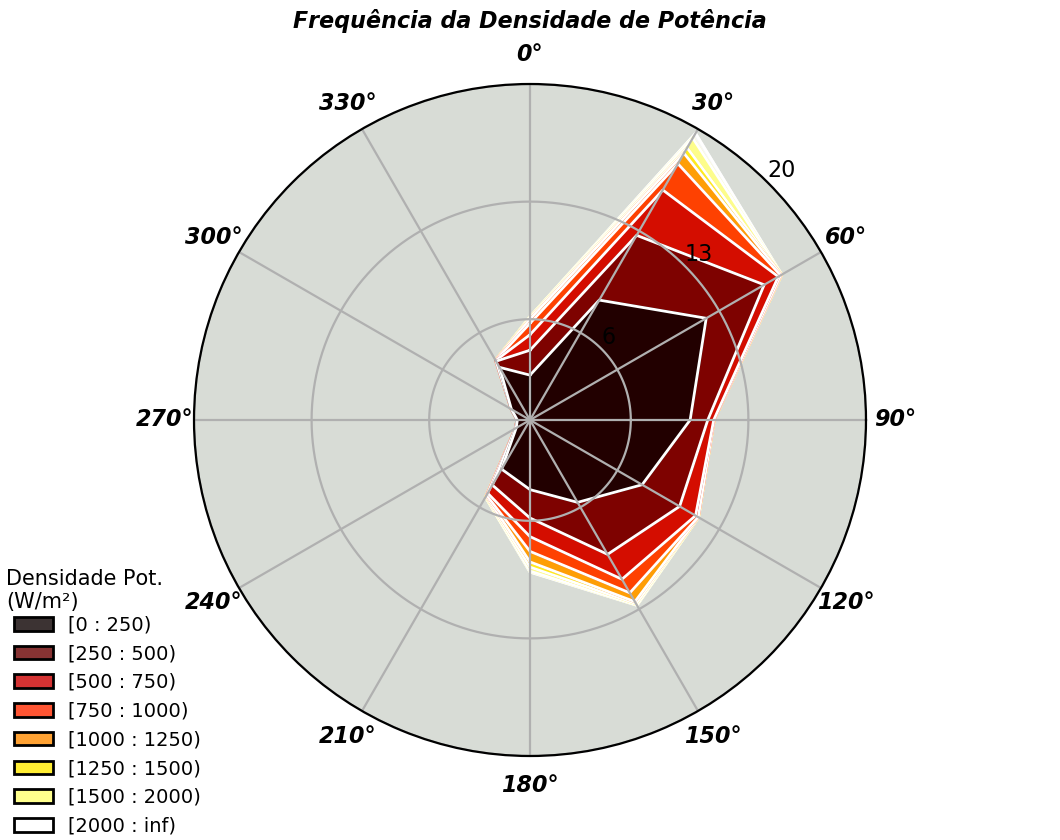 Frequência da Densidade de Potência
0°
330°
30°
20
300°
60°
13
6
270°
90°
240°
120°
210°
150°
180°
Densidade Pot.
(W/m²)
[0 : 250)
[250 : 500)
[500 : 750)
[750 : 1000)
[1000 : 1250)
[1250 : 1500)
[1500 : 2000)
[2000 : inf)